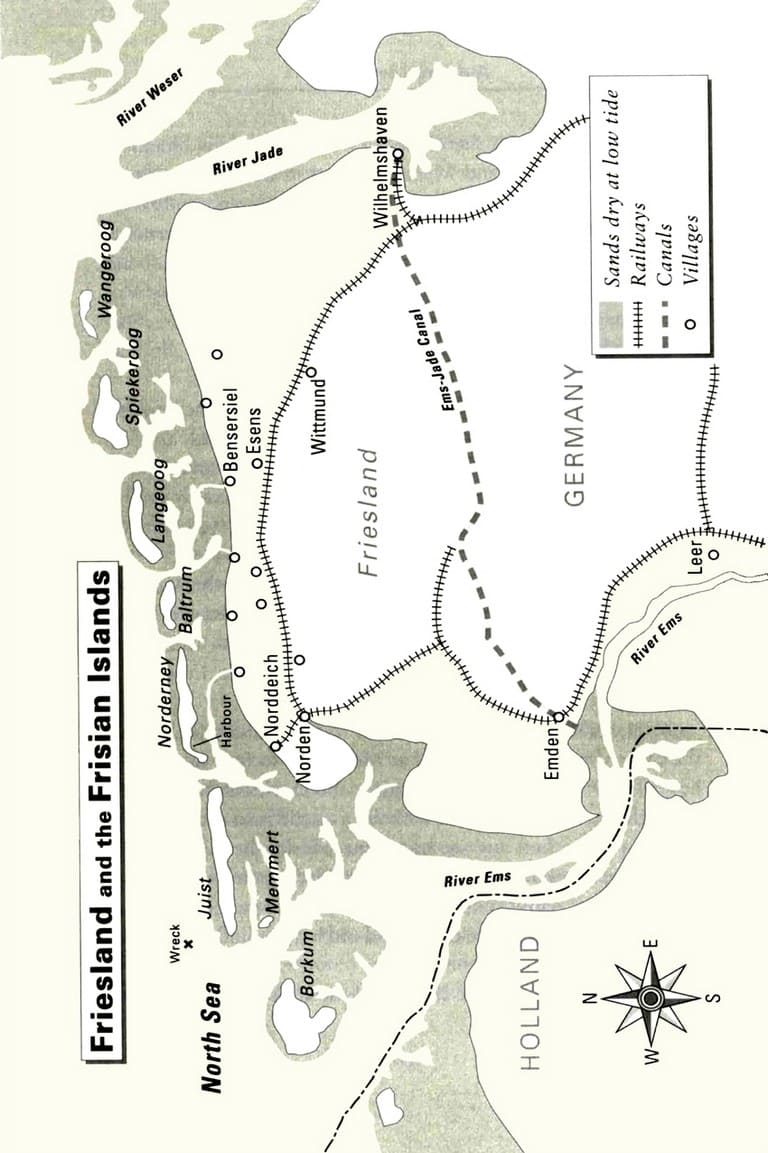 Friesland and the Frisian Islands
North Sea
Wreck
Borkum
Juist
Memmert
Norderney
Harbour
Baltrum
Langeoog
Spiekeroog
Wangeroog
River Weser
River Jade
Norddeich
Norden
Bensersiel
Esens
Wittmund
Wilhelmshaven
Friesland
Ems-Jade Canal
GERMANY
Emden
Leer
River Ems
River Ems
HOLLAND
N
E
S
W
Sands dry at low tide
Railways
Canals
Villages